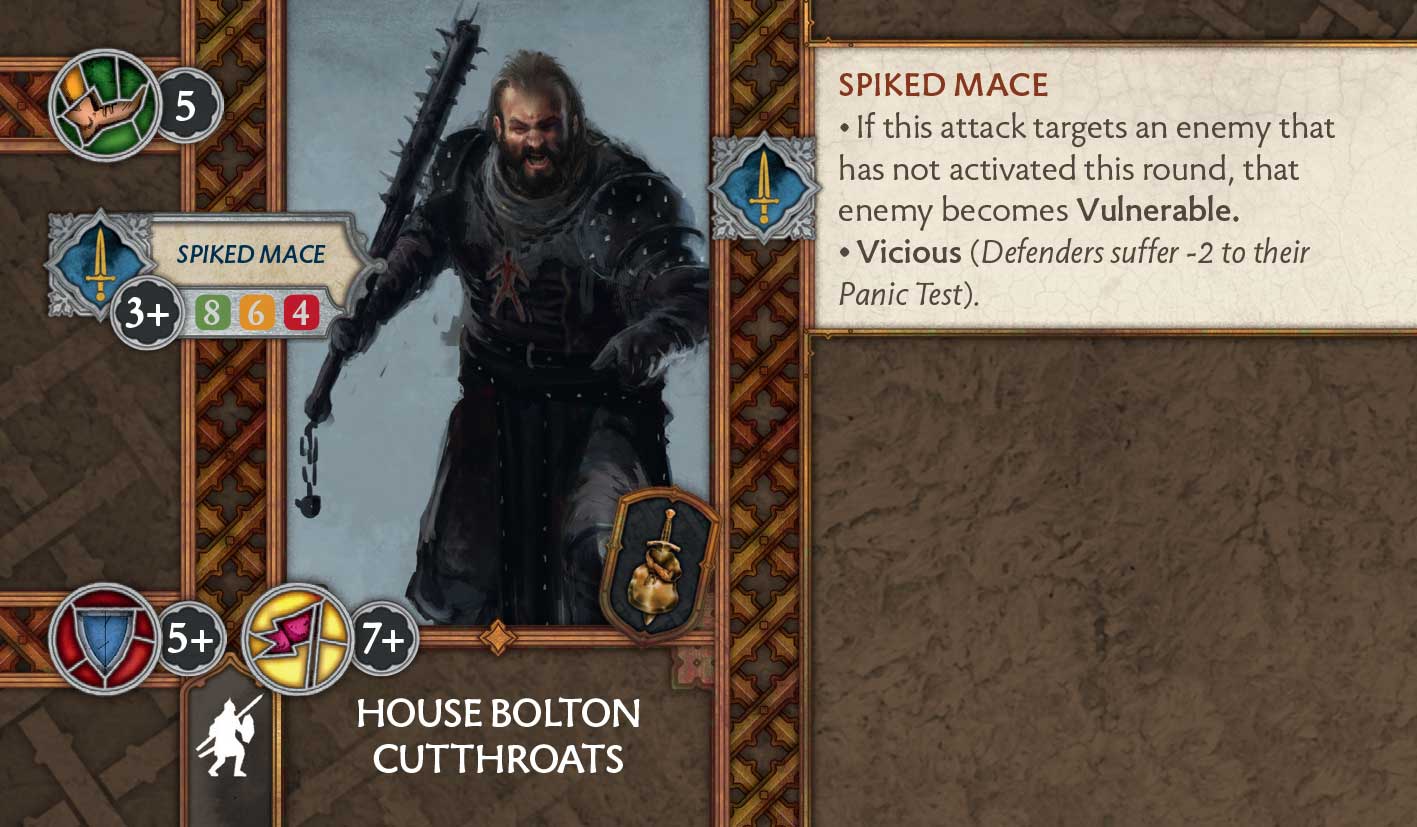 5
SPIKED MACE
3+ 8 6 4
5+ 7+
HOUSE BOLTON
CUTTHROATS
SPIKED MACE
• If this attack targets an enemy that
has not activated this round, that
enemy becomes Vulnerable.
• Vicious (Defenders suffer -2 to their
Panic Test).